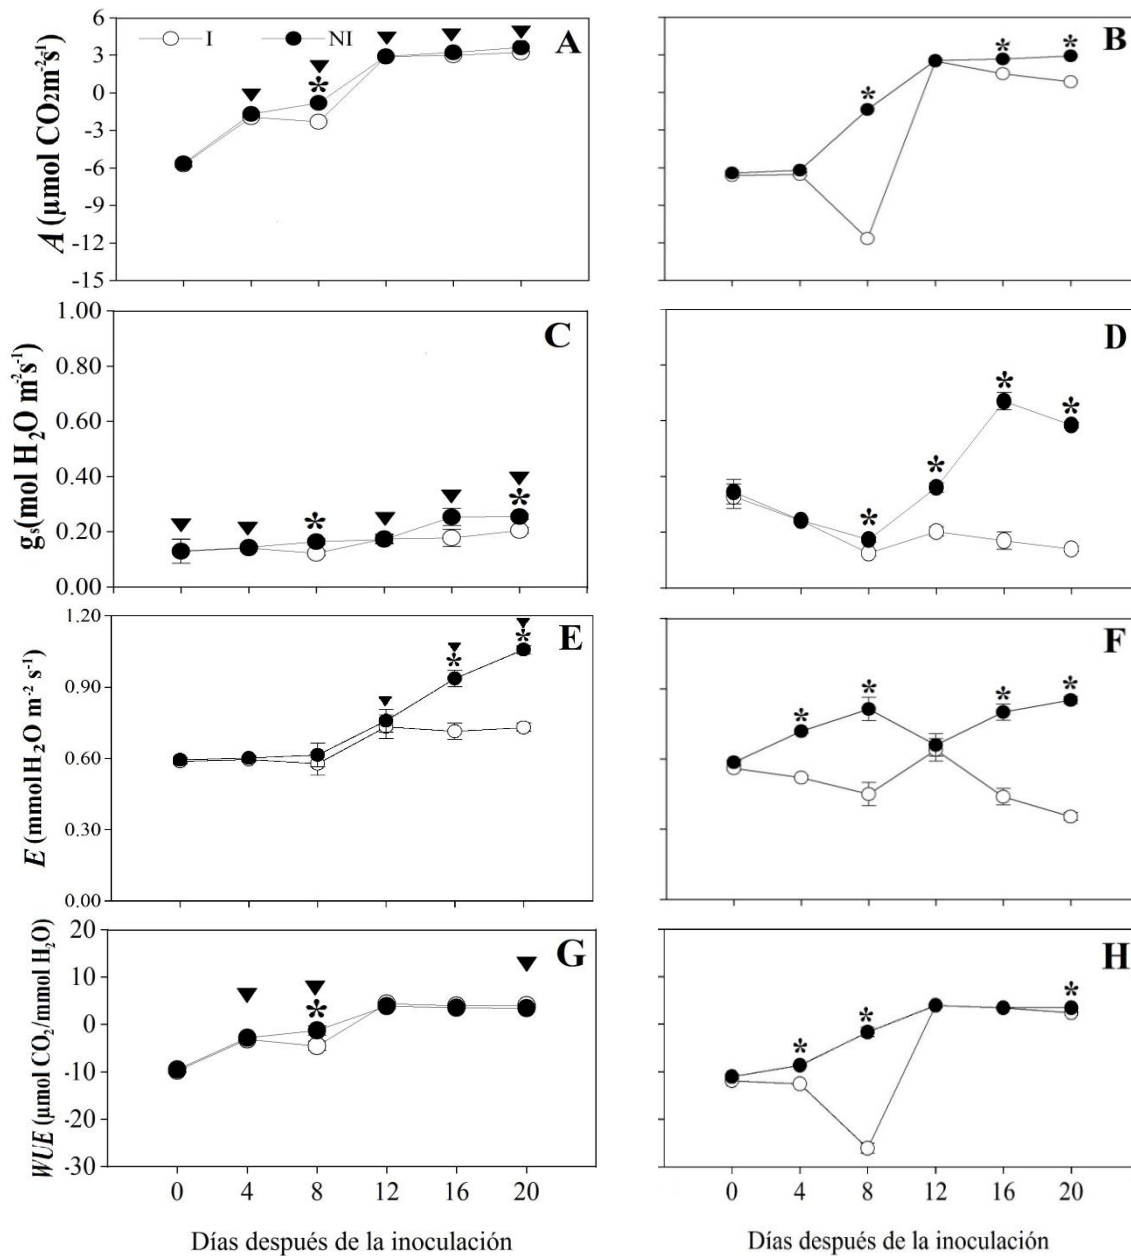 I NI
A
B
A (µmol CO2m⁻²s⁻¹)
6
3
0
-3
-6
-9
-12
-15
* * * *
C
D
gs(mol H₂O m⁻²s⁻¹)
1.00
0.80
0.60
0.40
0.20
0.00
* * * * * *
E
F
E (mmolH₂O m⁻² s⁻¹)
1.20
0.90
0.60
0.30
0.00
* * * * * *
G
H
WUE (µmol CO₂/mmol H₂O)
20
10
0
-10
-20
-30
* * * *
0 4 8 12 16 20
0 4 8 12 16 20
Días después de la inoculación
Días después de la inoculación